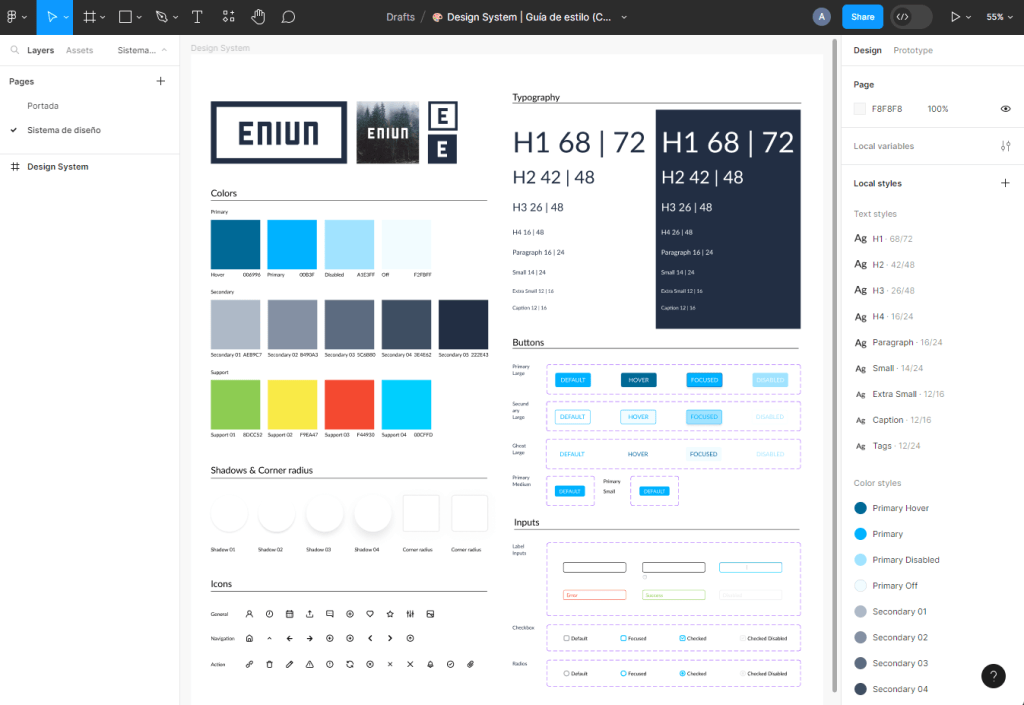 Drafts / Design System | Guía de estilo (C...
A
Share
55%
Layers
Assets
Sistema...
Pages
Portada
Sistema de diseño
Design System
Design System
ENIUN
ENIUN
E
E
Colors
Primary
Hover 006996
Primary 00B3F
Disabled A3E3FF
Off F2FBFF
Secondary
Secondary 01 AEB9C7
Secondary 02 8490A3
Secondary 03 5C6B80
Secondary 04 3E4E62
Secondary 05 222E43
Support
Support 01 8DCC52
Support 02 F9EA47
Support 03 F44930
Support 04 00CFFD
Shadows & Corner radius
Shadow 01
Shadow 02
Shadow 03
Shadow 04
Corner radius
Corner radius
Icons
General
Navigation
Action
Typography
H1 68 | 72
H2 42 | 48
H3 26 | 48
H4 16 | 48
Paragraph 16 | 24
Small 14 | 24
Extra Small 12 | 16
Caption 12 | 16
H1 68 | 72
H2 42 | 48
H3 26 | 48
H4 26 | 48
Paragraph 16 | 24
Small 14 | 24
Extra Small 12 | 16
Caption 12 | 16
Buttons
Primary
Large
DEFAULT
HOVER
FOCUSED
DISABLED
Second
ary
Large
DEFAULT
HOVER
FOCUSED
DISABLED
Ghost
Large
DEFAULT
HOVER
FOCUSED
DISABLED
Primary
Medium
DEFAULT
Primary
Small
DEFAULT
Inputs
Label
Inputs
Error
Success
Checkbox
Default
Focused
Checked
Checked Disabled
Radios
Default
Focused
Checked
Checked Disabled
Design
Prototype
Page
F8F8F8
100%
Local variables
Local styles
Text styles
Ag H1 · 68/72
Ag H2 · 42/48
Ag H3 · 26/48
Ag H4 · 16/24
Ag Paragraph · 16/24
Ag Small · 14/24
Ag Extra Small · 12/16
Ag Caption · 12/16
Ag Tags · 12/24
Color styles
Primary Hover
Primary
Primary Disabled
Primary Off
Secondary 01
Secondary 02
Secondary 03
Secondary 04
?